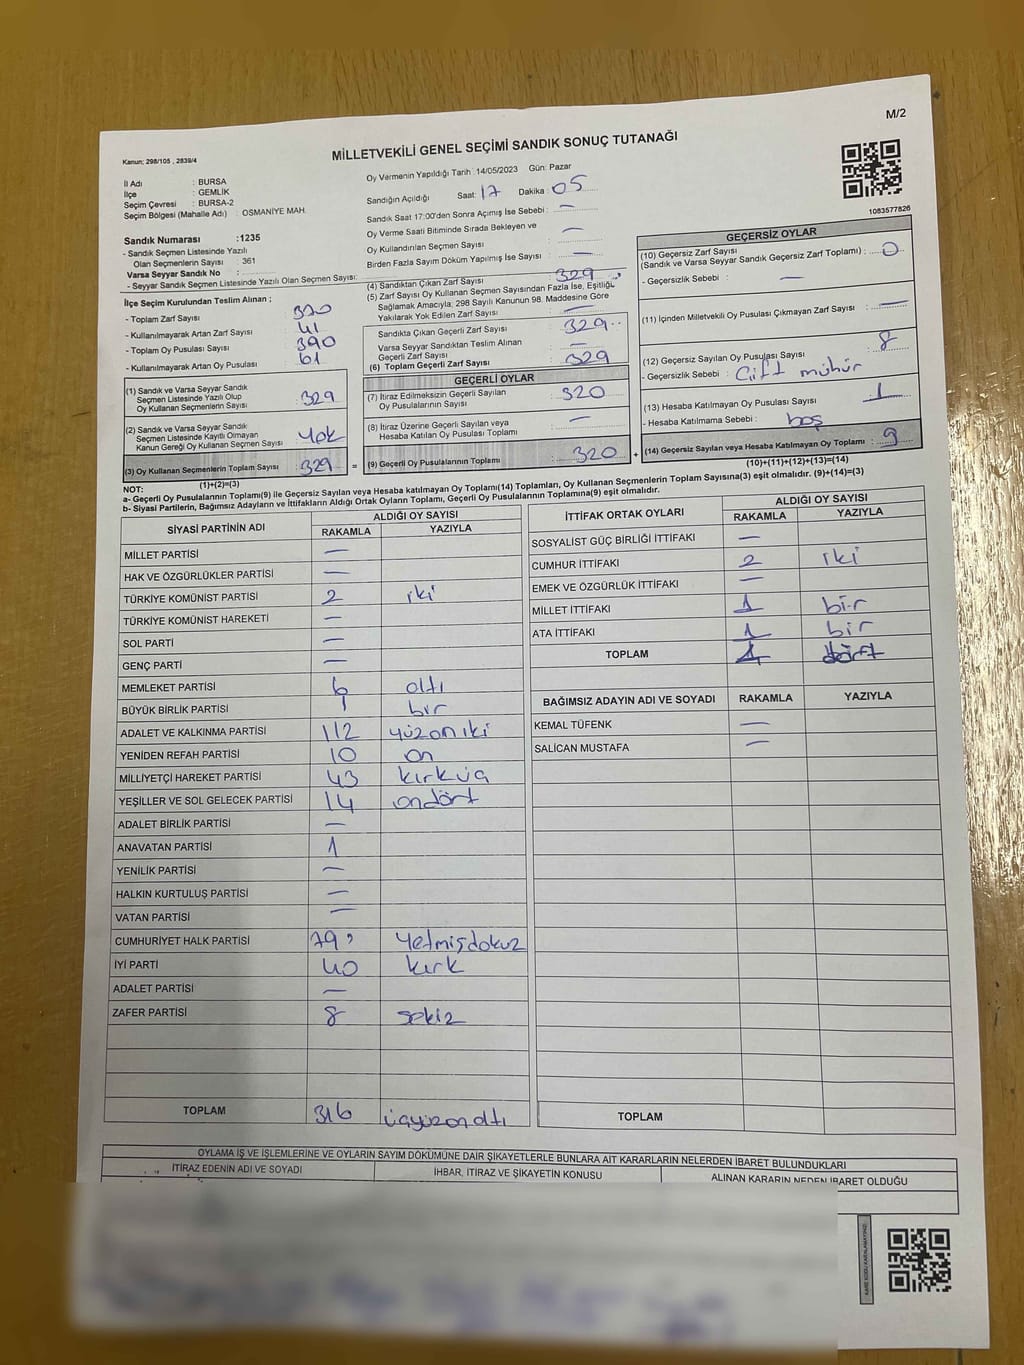 M/2
Kanun; 298/105 , 2839/4
MİLLETVEKİLİ GENEL SEÇİMİ SANDIK SONUÇ TUTANAĞI
İl Adı : BURSA
İlçe : GEMLİK
Seçim Çevresi : BURSA-2
Seçim Bölgesi (Mahalle Adı) : OSMANİYE MAH.
Oy Vermenin Yapıldığı Tarih :14/05/2023 Gün: Pazar
Sandığın Açıldığı Saat: 17 Dakika : 05
Sandık Saat 17:00'den Sonra Açımış İse Sebebi : —
Oy Verme Saati Bitiminde Sırada Bekleyen ve
Oy Kullandırılan Seçmen Sayısı : —
Birden Fazla Sayım Döküm Yapılmış İse Sayısı : —
1083577826
Sandık Numarası :1235
- Sandık Seçmen Listesinde Yazılı
Olan Seçmenlerin Sayısı : 361
Varsa Seyyar Sandık No :
- Seyyar Sandık Seçmen Listesinde Yazılı Olan Seçmen Sayısı:
İlçe Seçim Kurulundan Teslim Alınan ;
- Toplam Zarf Sayısı : 370
- Kullanılmayarak Artan Zarf Sayısı : 41
- Toplam Oy Pusulası Sayısı : 390
- Kullanılmayarak Artan Oy Pusulası : 61
(1) Sandık ve Varsa Seyyar Sandık
Seçmen Listesinde Yazılı Olup
Oy Kullanan Seçmenlerin Sayısı : 329
(2) Sandık ve Varsa Seyyar Sandık
Seçmen Listesinde Kayıtlı Olmayan
Kanun Gereği Oy Kullanan Seçmen Sayısı : Yok
(3) Oy Kullanan Seçmenlerin Toplam Sayısı : 329
(1)+(2)=(3)
(4) Sandıktan Çıkan Zarf Sayısı : 329
(5) Zarf Sayısı Oy Kullanan Seçmen Sayısından Fazla İse, Eşitliği
Sağlamak Amacıyla, 298 Sayılı Kanunun 98. Maddesine Göre
Yakılarak Yok Edilen Zarf Sayısı : —
Sandıkta Çıkan Geçerli Zarf Sayısı : 329
Varsa Seyyar Sandıktan Teslim Alınan
Geçerli Zarf Sayısı : —
(6) Toplam Geçerli Zarf Sayısı : 329
GEÇERLİ OYLAR
(7) İtiraz Edilmeksizin Geçerli Sayılan
Oy Pusulalarının Sayısı : 320
(8) İtiraz Üzerine Geçerli Sayılan veya
Hesaba Katılan Oy Pusulası Toplamı : —
= (9) Geçerli Oy Pusulalarının Toplamı : 320 +
GEÇERSİZ OYLAR
(10) Geçersiz Zarf Sayısı
(Sandık ve Varsa Seyyar Sandık Geçersiz Zarf Toplamı) : 0
- Geçersizlik Sebebi : —
(11) İçinden Milletvekili Oy Pusulası Çıkmayan Zarf Sayısı : —
(12) Geçersiz Sayılan Oy Pusulası Sayısı : 8
- Geçersizlik Sebebi : Çift mühür
(13) Hesaba Katılmayan Oy Pusulası Sayısı : 1
- Hesaba Katılmama Sebebi : boş
(14) Geçersiz Sayılan veya Hesaba Katılmayan Oy Toplamı : 9
(10)+(11)+(12)+(13)=(14)
NOT:
a- Geçerli Oy Pusulalarının Toplamı(9) ile Geçersiz Sayılan veya Hesaba katılmayan Oy Toplamı(14) Toplamları, Oy Kullanan Seçmenlerin Toplam Sayısına(3) eşit olmalıdır. (9)+(14)=(3)
b- Siyasi Partilerin, Bağımsız Adayların ve İttifakların Aldığı Ortak Oyların Toplamı, Geçerli Oy Pusulalarının Toplamına(9) eşit olmalıdır.
SİYASİ PARTİNİN ADI ALDIĞI OY SAYISI
RAKAMLA YAZIYLA
MİLLET PARTİSİ —
HAK VE ÖZGÜRLÜKLER PARTİSİ —
TÜRKİYE KOMÜNİST PARTİSİ 2 iki
TÜRKİYE KOMÜNİST HAREKETİ —
SOL PARTİ —
GENÇ PARTİ —
MEMLEKET PARTİSİ 6 altı
BÜYÜK BİRLİK PARTİSİ 1 bir
ADALET VE KALKINMA PARTİSİ 112 yüzoniki
YENİDEN REFAH PARTİSİ 10 on
MİLLİYETÇİ HAREKET PARTİSİ 43 kırküç
YEŞİLLER VE SOL GELECEK PARTİSİ 14 ondört
ADALET BİRLİK PARTİSİ —
ANAVATAN PARTİSİ 1
YENİLİK PARTİSİ —
HALKIN KURTULUŞ PARTİSİ —
VATAN PARTİSİ —
CUMHURİYET HALK PARTİSİ 79 yetmişdokuz
İYİ PARTİ 40 kırk
ADALET PARTİSİ —
ZAFER PARTİSİ 8 sekiz
TOPLAM 316 üçyüzonaltı
İTTİFAK ORTAK OYLARI ALDIĞI OY SAYISI
RAKAMLA YAZIYLA
SOSYALİST GÜÇ BİRLİĞİ İTTİFAKI —
CUMHUR İTTİFAKI 2 iki
EMEK VE ÖZGÜRLÜK İTTİFAKI —
MİLLET İTTİFAKI 1 bir
ATA İTTİFAKI 1 bir
TOPLAM 4 dört
BAĞIMSIZ ADAYIN ADI VE SOYADI RAKAMLA YAZIYLA
KEMAL TÜFENK —
SALİCAN MUSTAFA —
TOPLAM
OYLAMA İŞ VE İŞLEMLERİNE VE OYLARIN SAYIM DÖKÜMÜNE DAİR ŞİKAYETLERLE BUNLARA AİT KARARLARIN NELERDEN İBARET BULUNDUKLARI
İTİRAZ EDENİN ADI VE SOYADI İHBAR, İTİRAZ VE ŞİKAYETİN KONUSU ALINAN KARARIN NEDEN İBARET OLDUĞU
KARE KODU KARALAMAYINIZ!